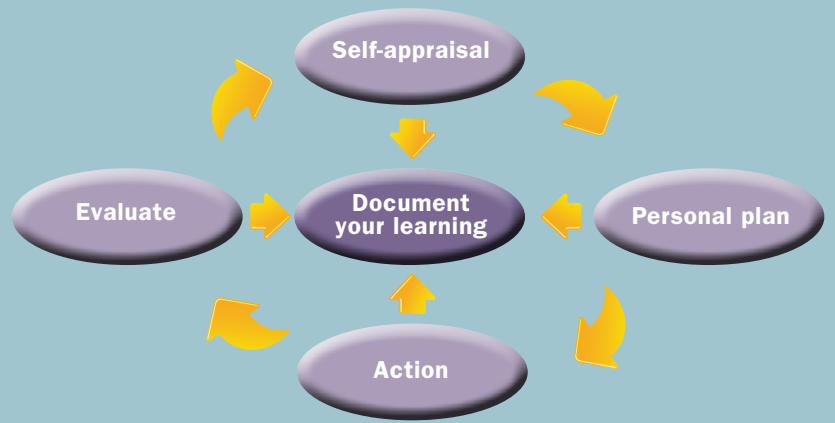 Self-appraisal
Evaluate
Document
your learning
Personal plan
Action